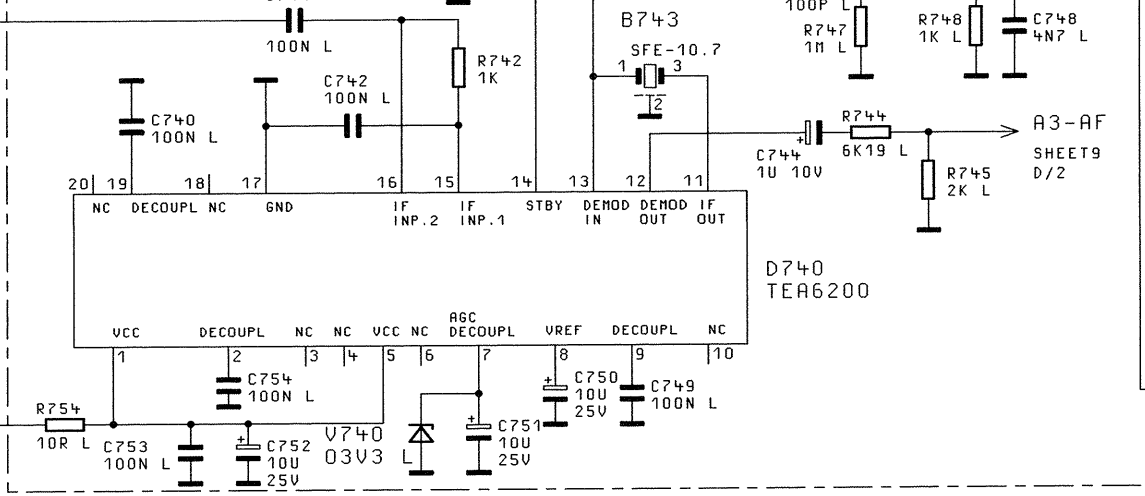 100N L
B743
SFE-10.7
1 3
2
100P L
R747
1M L
R748
1K L
C748
4N7 L
R742
1K
C742
100N L
C740
100N L
R744
6K19 L
C744
1U 10V
+
A3-AF
SHEET9
D/2
R745
2K L
20 19 18 17 16 15 14 13 12 11
NC DECOUPL NC GND IF INP.2 IF INP.1 STBY DEMOD IN DEMOD OUT IF OUT
D740
TEA6200
VCC DECOUPL NC NC VCC NC AGC DECOUPL VREF DECOUPL NC
1 2 3 4 5 6 7 8 9 10
C754
100N L
R754
10R L
C753
100N L
+
C752
10U
25V
V740
03V3 L
+
C751
10U
25V
+
C750
10U
25V
C749
100N L